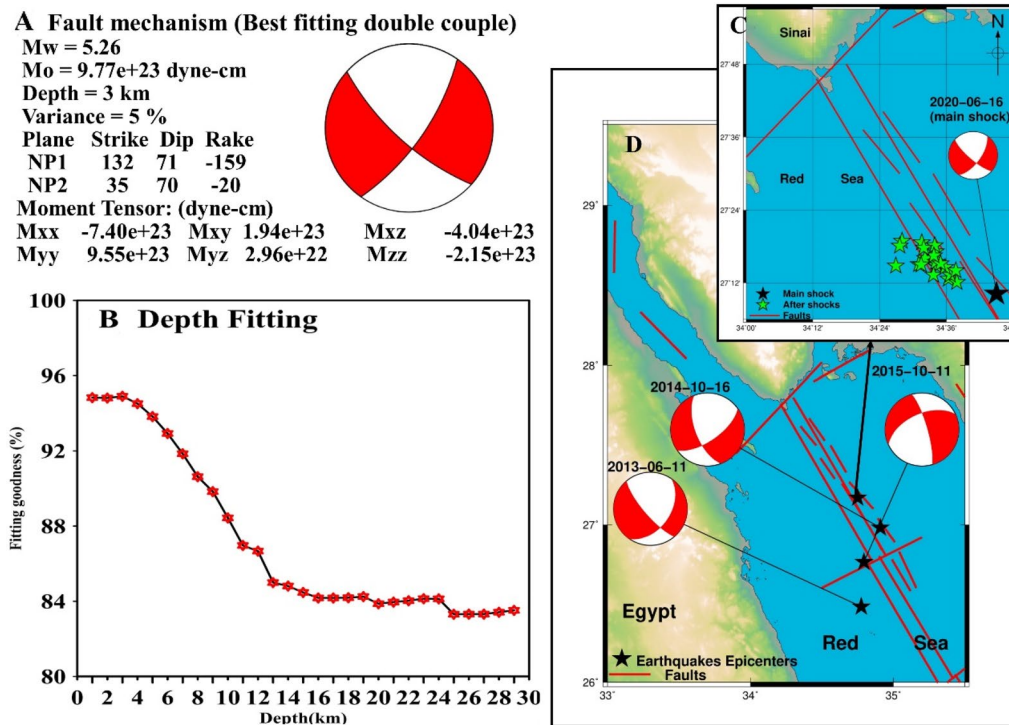 A Fault mechanism (Best fitting double couple)
Mw = 5.26
Mo = 9.77e+23 dyne-cm
Depth = 3 km
Variance = 5 %
Plane Strike Dip Rake
NP1 132 71 -159
NP2 35 70 -20
Moment Tensor: (dyne-cm)
Mxx -7.40e+23 Mxy 1.94e+23 Mxz -4.04e+23
Myy 9.55e+23 Myz 2.96e+22 Mzz -2.15e+23
B Depth Fitting
Fitting goodness (%)
100
96
92
88
84
80
0 2 4 6 8 10 12 14 16 18 20 22 24 26 28 30
Depth(km)
C
N
Sinai
27°48'
27°36'
27°24'
27°12'
2020-06-16
(main shock)
Red Sea
Main shock
After shocks
Faults
34°00' 34°12' 34°24' 34°36'
D
29°
28°
27°
26°
2015-10-11
2014-10-16
2013-06-11
Egypt
Red Sea
Earthquakes Epicenters
Faults
33° 34° 35°